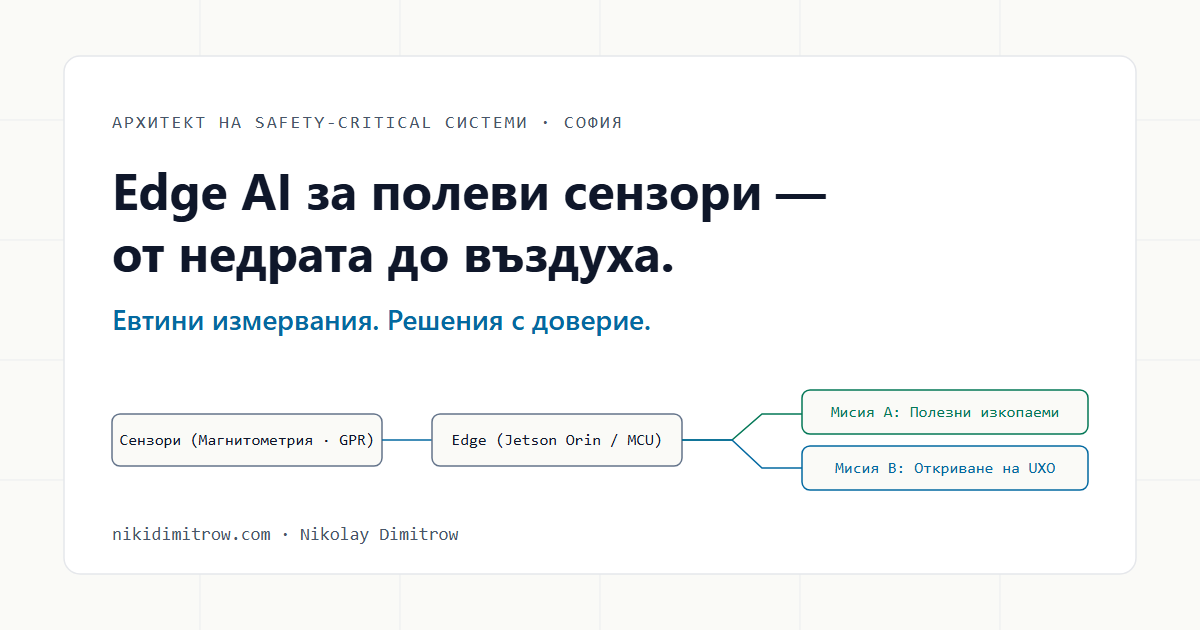 АРХИТЕКТ НА SAFETY-CRITICAL СИСТЕМИ · СОФИЯ
Edge AI за полеви сензори —
от недрата до въздуха.
Евтини измервания. Решения с доверие.
Сензори (Магнитометрия · GPR)
Edge (Jetson Orin / MCU)
Мисия A: Полезни изкопаеми
Мисия B: Откриване на UXO
nikidimitrow.com · Nikolay Dimitrow